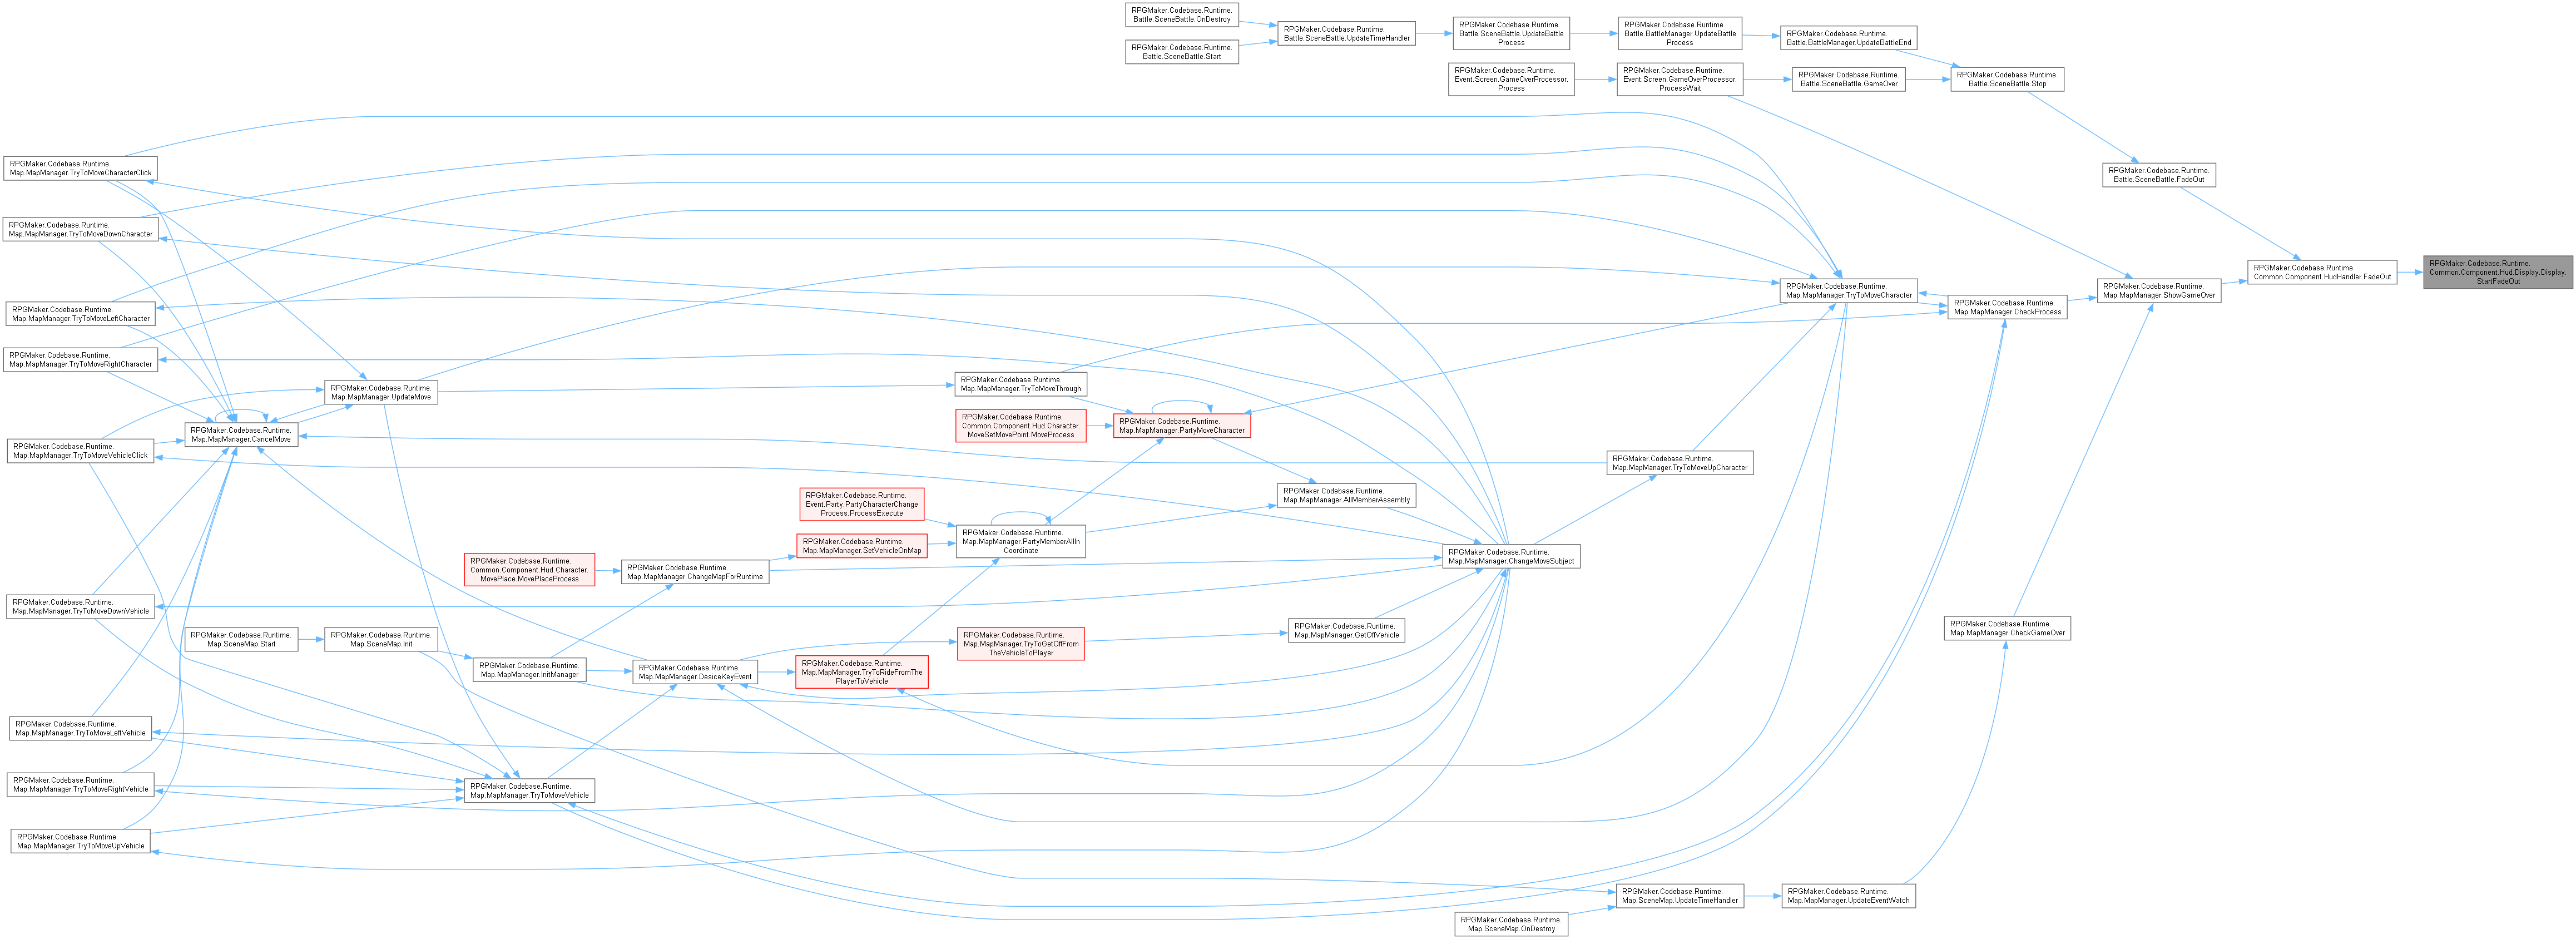 RPGMaker.Codebase.Runtime.
Battle.SceneBattle.OnDestroy
RPGMaker.Codebase.Runtime.
Battle.SceneBattle.Start
RPGMaker.Codebase.Runtime.
Battle.SceneBattle.UpdateTimeHandler
RPGMaker.Codebase.Runtime.
Battle.SceneBattle.UpdateBattle
Process
RPGMaker.Codebase.Runtime.
Battle.BattleManager.UpdateBattle
Process
RPGMaker.Codebase.Runtime.
Battle.BattleManager.UpdateBattleEnd
RPGMaker.Codebase.Runtime.
Event.Screen.GameOverProcessor.
Process
RPGMaker.Codebase.Runtime.
Event.Screen.GameOverProcessor.
ProcessWait
RPGMaker.Codebase.Runtime.
Battle.SceneBattle.GameOver
RPGMaker.Codebase.Runtime.
Battle.SceneBattle.Stop
RPGMaker.Codebase.Runtime.
Map.MapManager.TryToMoveCharacterClick
RPGMaker.Codebase.Runtime.
Battle.SceneBattle.FadeOut
RPGMaker.Codebase.Runtime.
Map.MapManager.TryToMoveDownCharacter
RPGMaker.Codebase.Runtime.
Common.Component.HudHandler.FadeOut
RPGMaker.Codebase.Runtime.
Common.Component.Hud.Display.Display.
StartFadeOut
RPGMaker.Codebase.Runtime.
Map.MapManager.TryToMoveCharacter
RPGMaker.Codebase.Runtime.
Map.MapManager.ShowGameOver
RPGMaker.Codebase.Runtime.
Map.MapManager.CheckProcess
RPGMaker.Codebase.Runtime.
Map.MapManager.TryToMoveLeftCharacter
RPGMaker.Codebase.Runtime.
Map.MapManager.TryToMoveRightCharacter
RPGMaker.Codebase.Runtime.
Map.MapManager.UpdateMove
RPGMaker.Codebase.Runtime.
Map.MapManager.TryToMoveThrough
RPGMaker.Codebase.Runtime.
Common.Component.Hud.Character.
MoveSetMovePoint.MoveProcess
RPGMaker.Codebase.Runtime.
Map.MapManager.PartyMoveCharacter
RPGMaker.Codebase.Runtime.
Map.MapManager.CancelMove
RPGMaker.Codebase.Runtime.
Map.MapManager.TryToMoveVehicleClick
RPGMaker.Codebase.Runtime.
Map.MapManager.TryToMoveUpCharacter
RPGMaker.Codebase.Runtime.
Event.Party.PartyCharacterChange
Process.ProcessExecute
RPGMaker.Codebase.Runtime.
Map.MapManager.AllMemberAssembly
RPGMaker.Codebase.Runtime.
Map.MapManager.SetVehicleOnMap
RPGMaker.Codebase.Runtime.
Map.MapManager.PartyMemberAllIn
Coordinate
RPGMaker.Codebase.Runtime.
Map.MapManager.ChangeMoveSubject
RPGMaker.Codebase.Runtime.
Common.Component.Hud.Character.
MovePlace.MovePlaceProcess
RPGMaker.Codebase.Runtime.
Map.MapManager.ChangeMapForRuntime
RPGMaker.Codebase.Runtime.
Map.MapManager.TryToMoveDownVehicle
RPGMaker.Codebase.Runtime.
Map.SceneMap.Start
RPGMaker.Codebase.Runtime.
Map.SceneMap.Init
RPGMaker.Codebase.Runtime.
Map.MapManager.TryToGetOffFrom
TheVehicleToPlayer
RPGMaker.Codebase.Runtime.
Map.MapManager.GetOffVehicle
RPGMaker.Codebase.Runtime.
Map.MapManager.CheckGameOver
RPGMaker.Codebase.Runtime.
Map.MapManager.InitManager
RPGMaker.Codebase.Runtime.
Map.MapManager.DesiceKeyEvent
RPGMaker.Codebase.Runtime.
Map.MapManager.TryToRideFromThe
PlayerToVehicle
RPGMaker.Codebase.Runtime.
Map.MapManager.TryToMoveLeftVehicle
RPGMaker.Codebase.Runtime.
Map.MapManager.TryToMoveRightVehicle
RPGMaker.Codebase.Runtime.
Map.MapManager.TryToMoveVehicle
RPGMaker.Codebase.Runtime.
Map.MapManager.TryToMoveUpVehicle
RPGMaker.Codebase.Runtime.
Map.SceneMap.UpdateTimeHandler
RPGMaker.Codebase.Runtime.
Map.MapManager.UpdateEventWatch
RPGMaker.Codebase.Runtime.
Map.SceneMap.OnDestroy